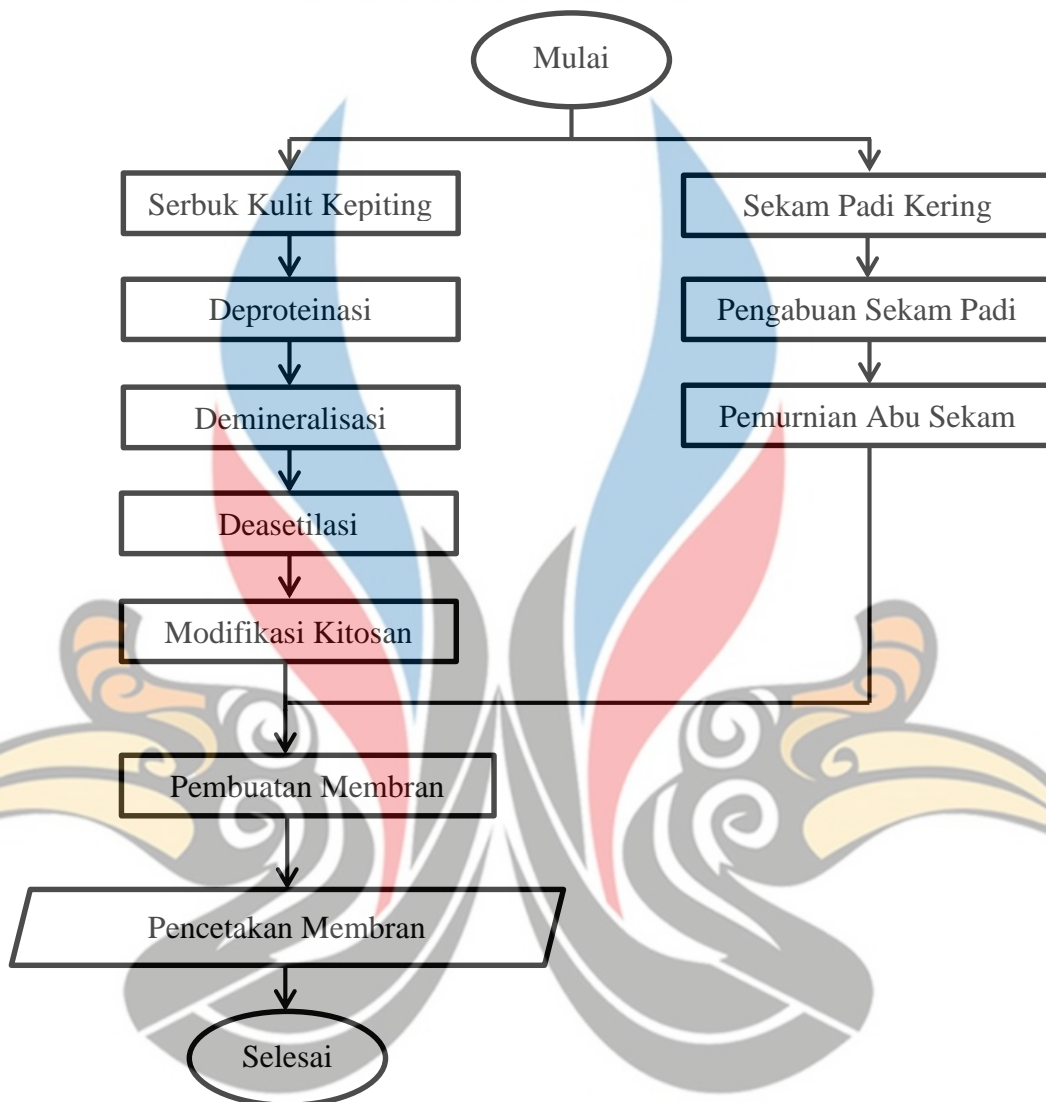 Mulai
Serbuk Kulit Kepiting
Sekam Padi Kering
Deproteinasi
Pengabuan Sekam Padi
Demineralisasi
Pemurnian Abu Sekam
Deasetilasi
Modifikasi Kitosan
Pembuatan Membran
Pencetakan Membran
Selesai